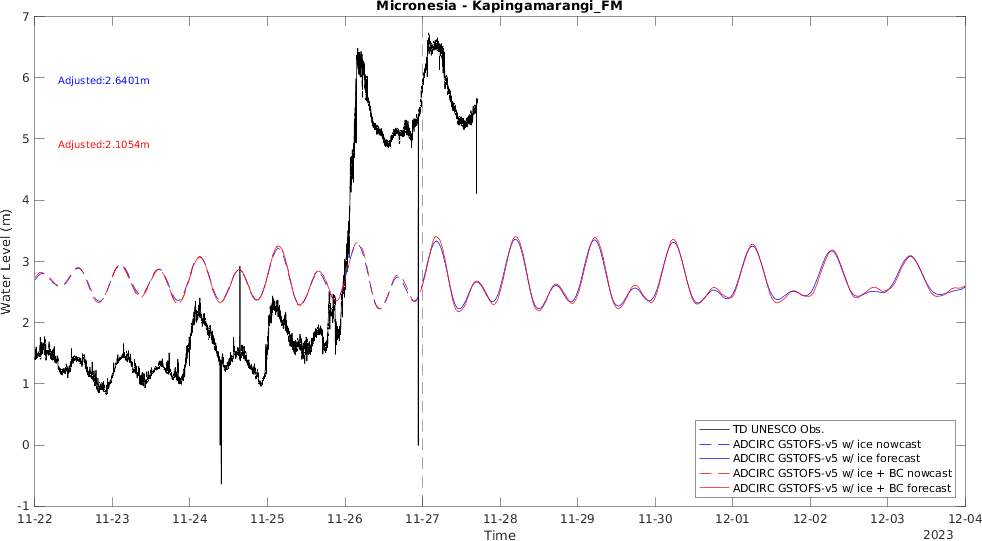 Micronesia - Kapingamarangi_FM
7
6
5
4
3
2
1
0
-1
Water Level (m)
Adjusted:2.6401m
Adjusted:2.1054m
TD UNESCO Obs.
ADCIRC GSTOFS-v5 w/ ice nowcast
ADCIRC GSTOFS-v5 w/ ice forecast
ADCIRC GSTOFS-v5 w/ ice + BC nowcast
ADCIRC GSTOFS-v5 w/ ice + BC forecast
11-22 11-23 11-24 11-25 11-26 11-27 11-28 11-29 11-30 12-01 12-02 12-03 12-04
Time
2023